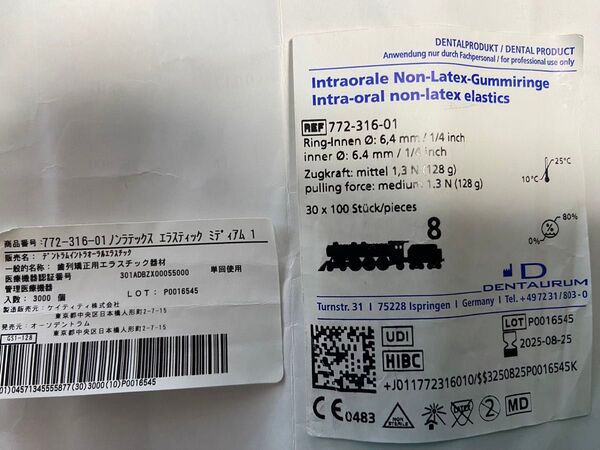 DENTALPRODUKT / DENTAL PRODUCT
Anwendung nur durch Fachpersonal / for professional use only
Intraorale Non-Latex-Gummiringe
Intra-oral non-latex elastics
REF 772-316-01
Ring-Innen Ø: 6,4 mm / 1/4 inch
inner Ø: 6.4 mm / 1/4 inch
Zugkraft: mittel 1,3 N (128 g)
pulling force: medium 1.3 N (128 g)
30 x 100 Stück/pieces
10°C
25°C
0%
80%
8
DENTAURUM
Turnstr. 31 | 75228 Ispringen | Germany | Tel. +49 72 31/803-0
UDI
HIBC
LOT P0016545
2025-08-25
+J011772316010/$$3250825P0016545K
CE 0483
NON STERILE
LATEX
2
MD
商品番号: 772-316-01 ノンラテックス エラスティック ミディアム 1
販売名: デントラムイントラオーラルエラスチック
一般的名称: 歯列矯正用エラスチック器材
医療機器認証番号 301ADBZX00055000 単回使用
管理医療機器
入数: 3000 個 LOT: P0016545
製造販売元: ケイティティ株式会社
東京都中央区日本橋人形町2-7-15
発売元: オーソデントラム
東京都中央区日本橋人形町2-7-15
GS1-128
01)04571345555877(30)3000(10)P0016545